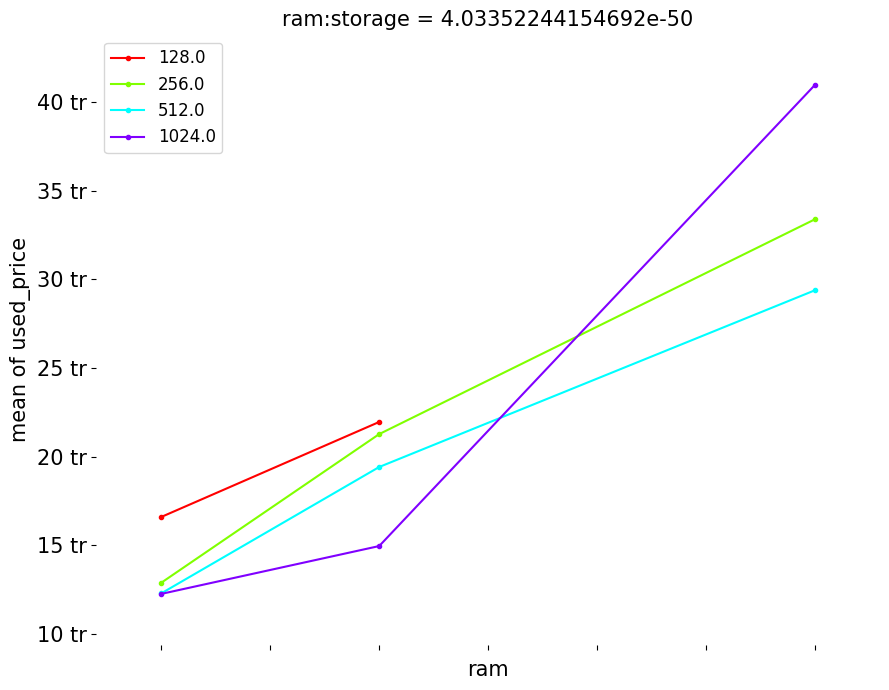 ram:storage = 4.03352244154692e-50
128.0
256.0
512.0
1024.0
40 tr
35 tr
30 tr
25 tr
20 tr
15 tr
10 tr
mean of used_price
ram